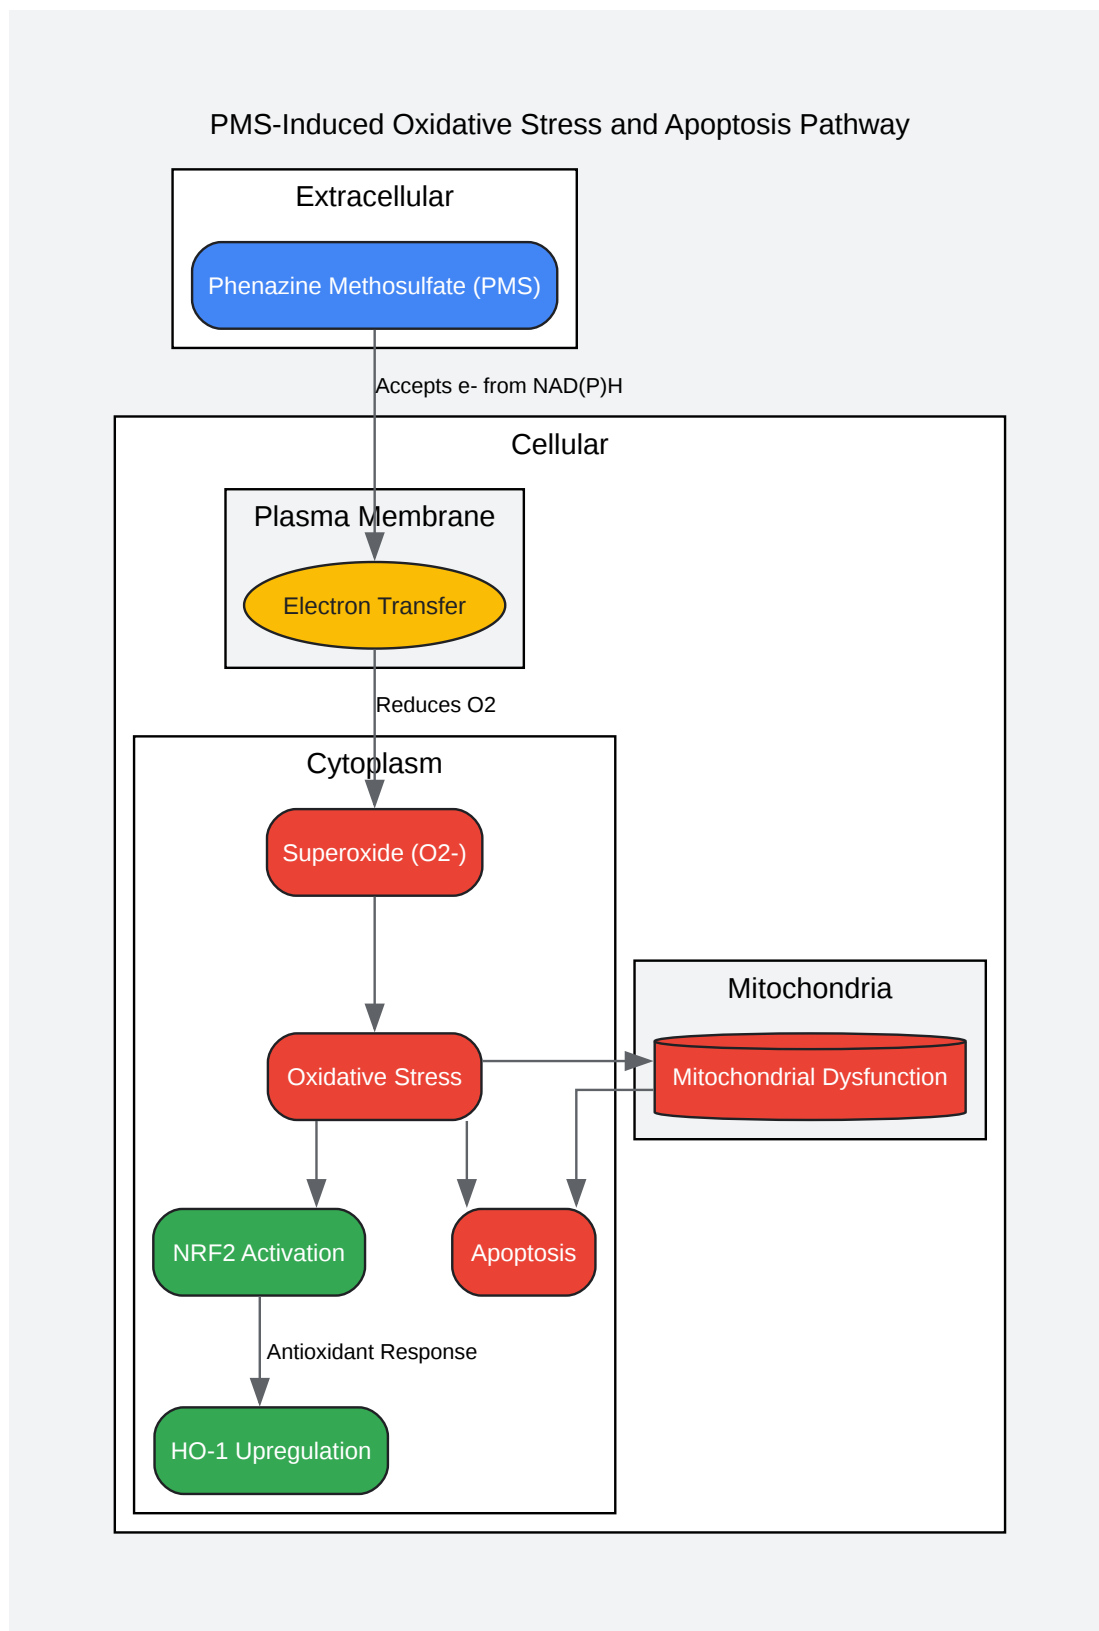 PMS-Induced Oxidative Stress and Apoptosis Pathway
Extracellular
Phenazine Methosulfate (PMS)
Accepts e- from NAD(P)H
Cellular
Plasma Membrane
Electron Transfer
Reduces O2
Cytoplasm
Superoxide (O2-)
Mitochondria
Oxidative Stress
Mitochondrial Dysfunction
NRF2 Activation
Apoptosis
Antioxidant Response
HO-1 Upregulation